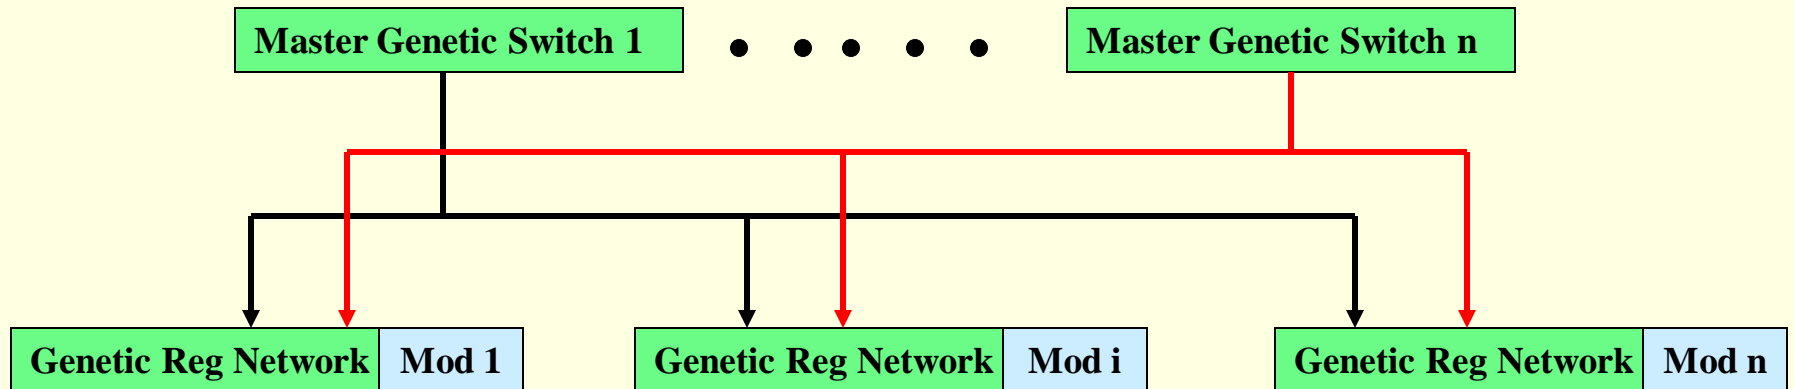 Master Genetic Switch 1
Master Genetic Switch n
Genetic Reg Network
Mod 1
Genetic Reg Network
Mod i
Genetic Reg Network
Mod n